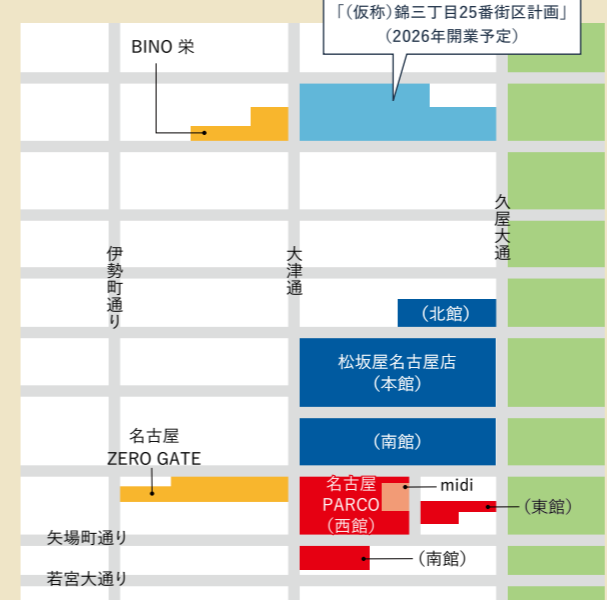 「(仮称)錦三丁目25番街区計画」
(2026年開業予定)
BINO 栄
久屋大通
伊勢町通り
大津通
(北館)
松坂屋名古屋店
(本館)
(南館)
名古屋
ZERO GATE
名古屋
PARCO
(西館)
midi
(東館)
矢場町通り
(南館)
若宮大通り